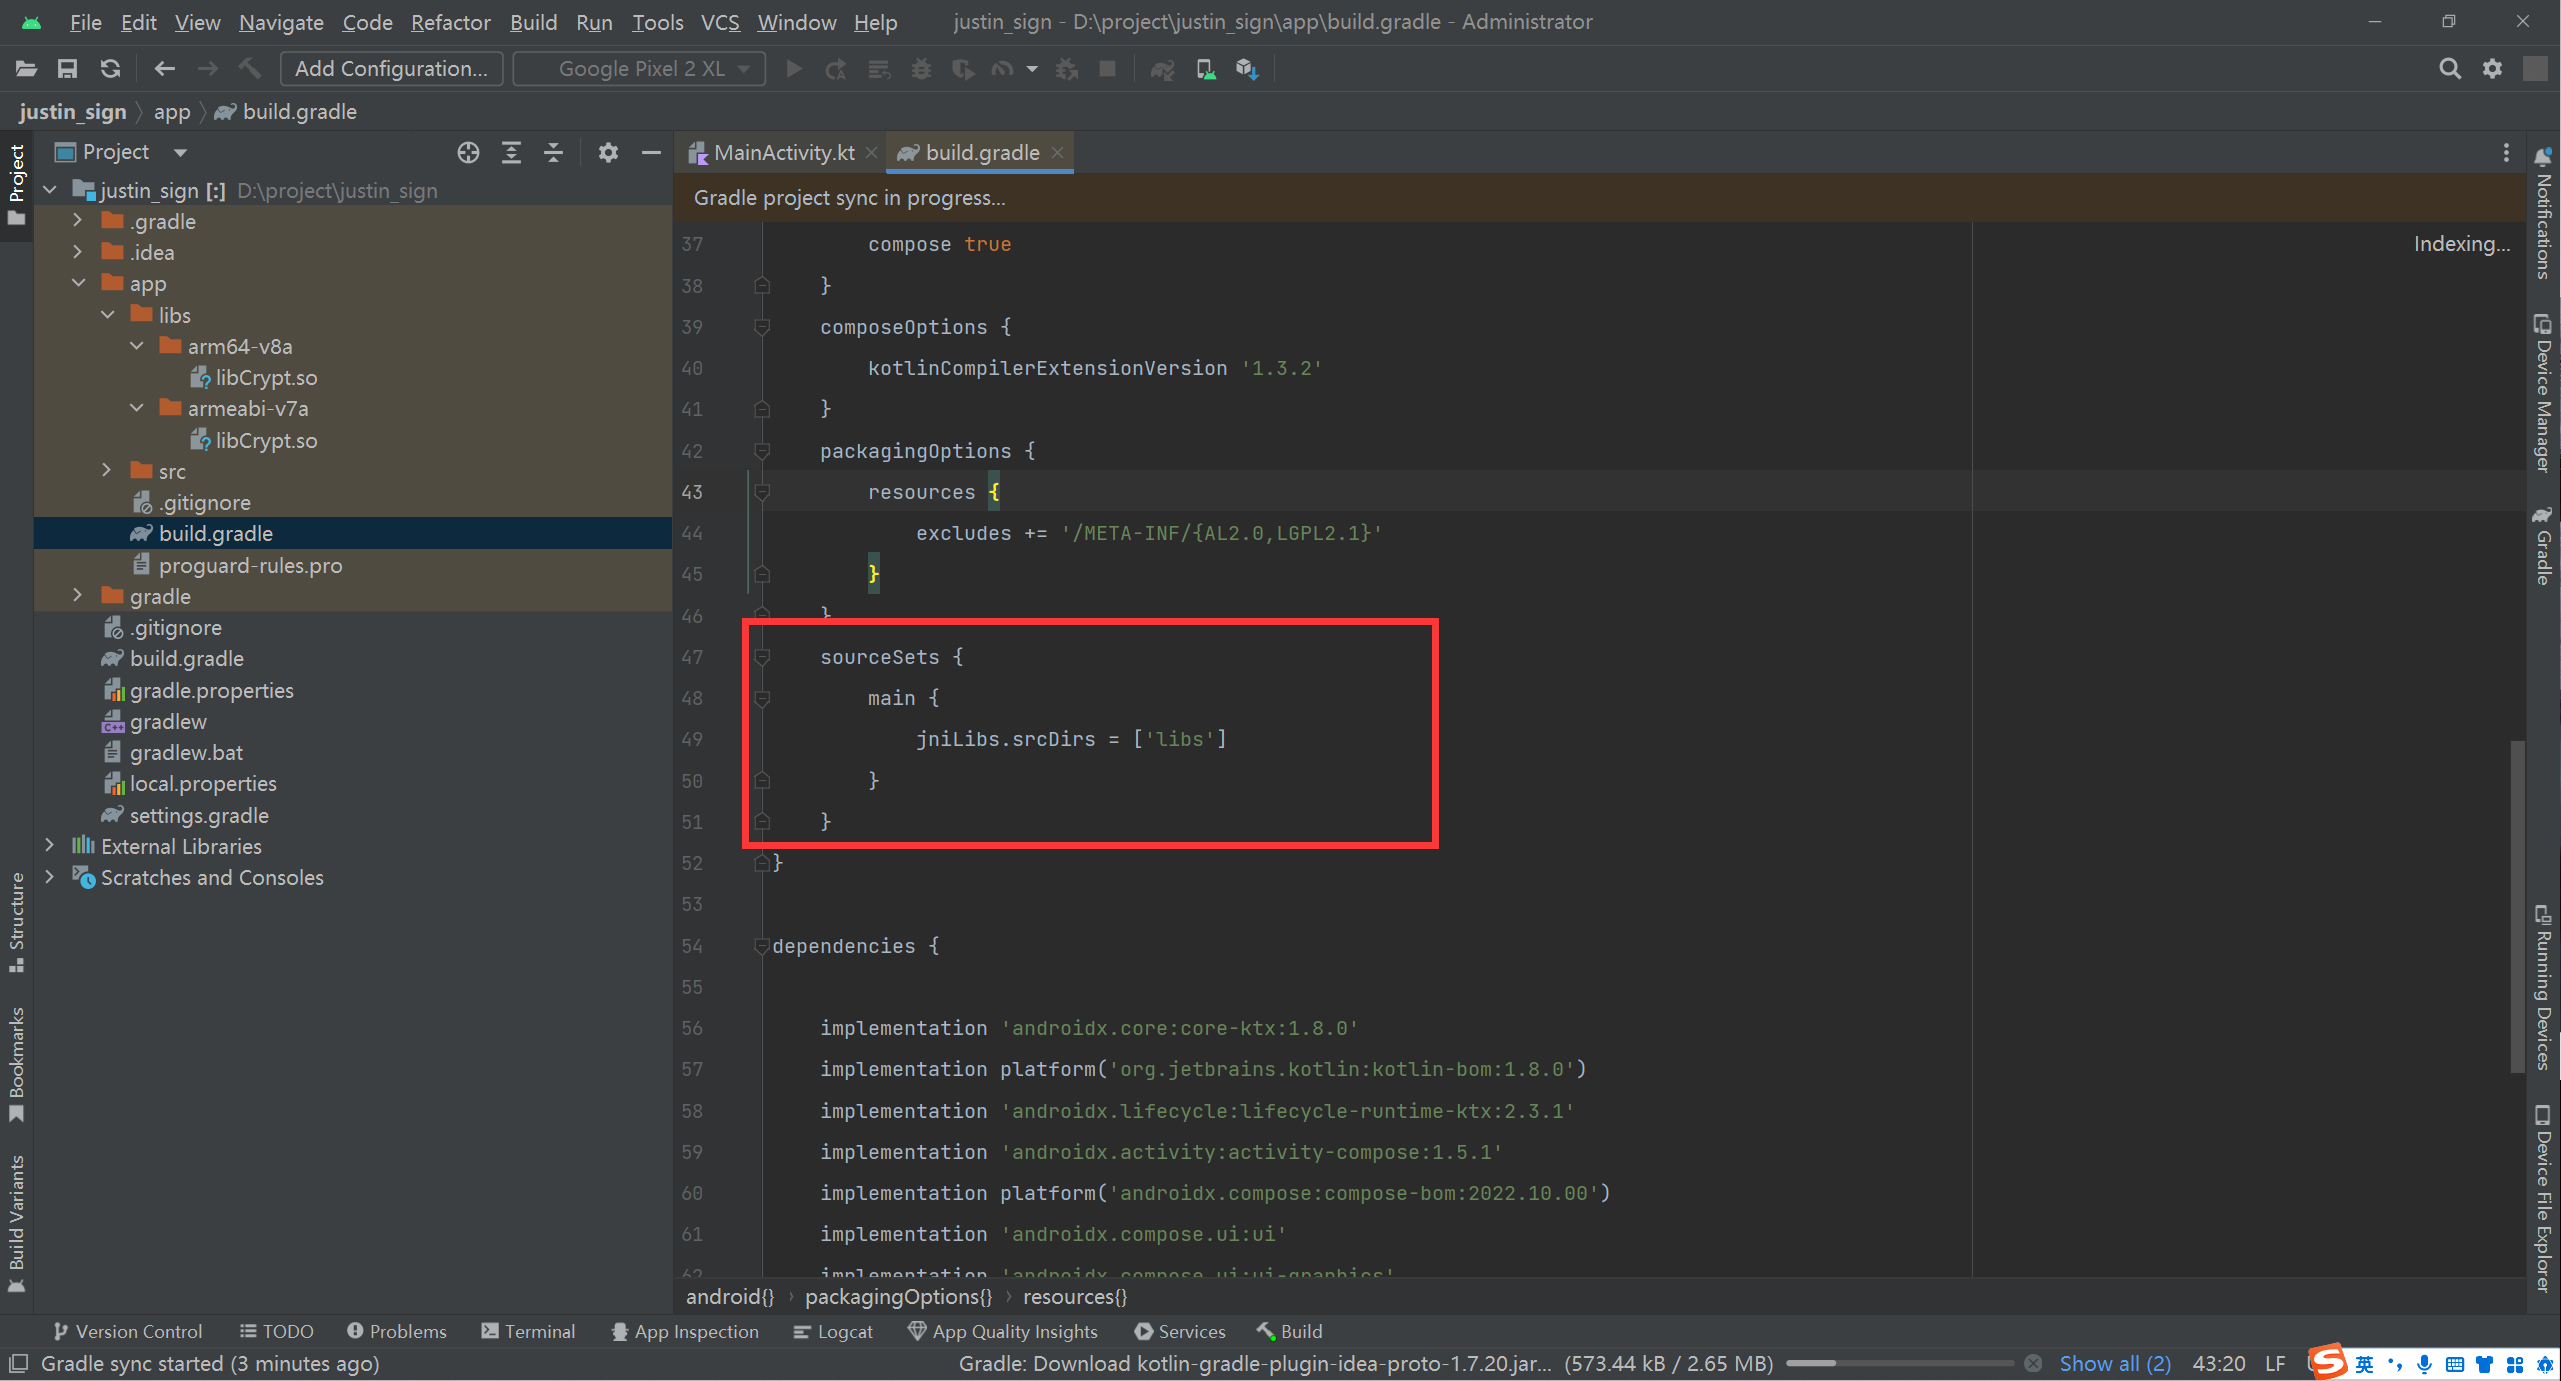 File Edit View Navigate Code Refactor Build Run Tools VCS Window Help justin_sign - D:\project\justin_sign\app\build.gradle - Administrator
Add Configuration... Google Pixel 2 XL
justin_sign app build.gradle
Project
MainActivity.kt build.gradle
justin_sign [:] D:\project\justin_sign
.gradle
.idea
app
libs
arm64-v8a
libCrypt.so
armeabi-v7a
libCrypt.so
src
.gitignore
build.gradle
proguard-rules.pro
gradle
.gitignore
build.gradle
gradle.properties
gradlew
gradlew.bat
local.properties
settings.gradle
External Libraries
Scratches and Consoles
Gradle project sync in progress...
Indexing...
37 compose true
38 }
39 composeOptions {
40 kotlinCompilerExtensionVersion '1.3.2'
41 }
42 packagingOptions {
43 resources {
44 excludes += '/META-INF/{AL2.0,LGPL2.1}'
45 }
46 }
47 sourceSets {
48 main {
49 jniLibs.srcDirs = ['libs']
50 }
51 }
52 }
53
54 dependencies {
55
56 implementation 'androidx.core:core-ktx:1.8.0'
57 implementation platform('org.jetbrains.kotlin:kotlin-bom:1.8.0')
58 implementation 'androidx.lifecycle:lifecycle-runtime-ktx:2.3.1'
59 implementation 'androidx.activity:activity-compose:1.5.1'
60 implementation platform('androidx.compose:compose-bom:2022.10.00')
61 implementation 'androidx.compose.ui:ui'
62 implementation 'androidx.compose.ui:ui-graphics'
android{} packagingOptions{} resources{}
Project
Structure
Bookmarks
Build Variants
Notifications
Device Manager
Gradle
Running Devices
Device File Explorer
Version Control TODO Problems Terminal App Inspection Logcat App Quality Insights Services Build
Gradle sync started (3 minutes ago) Gradle: Download kotlin-gradle-plugin-idea-proto-1.7.20.jar... (573.44 kB / 2.65 MB) Show all (2) 43:20 LF
英